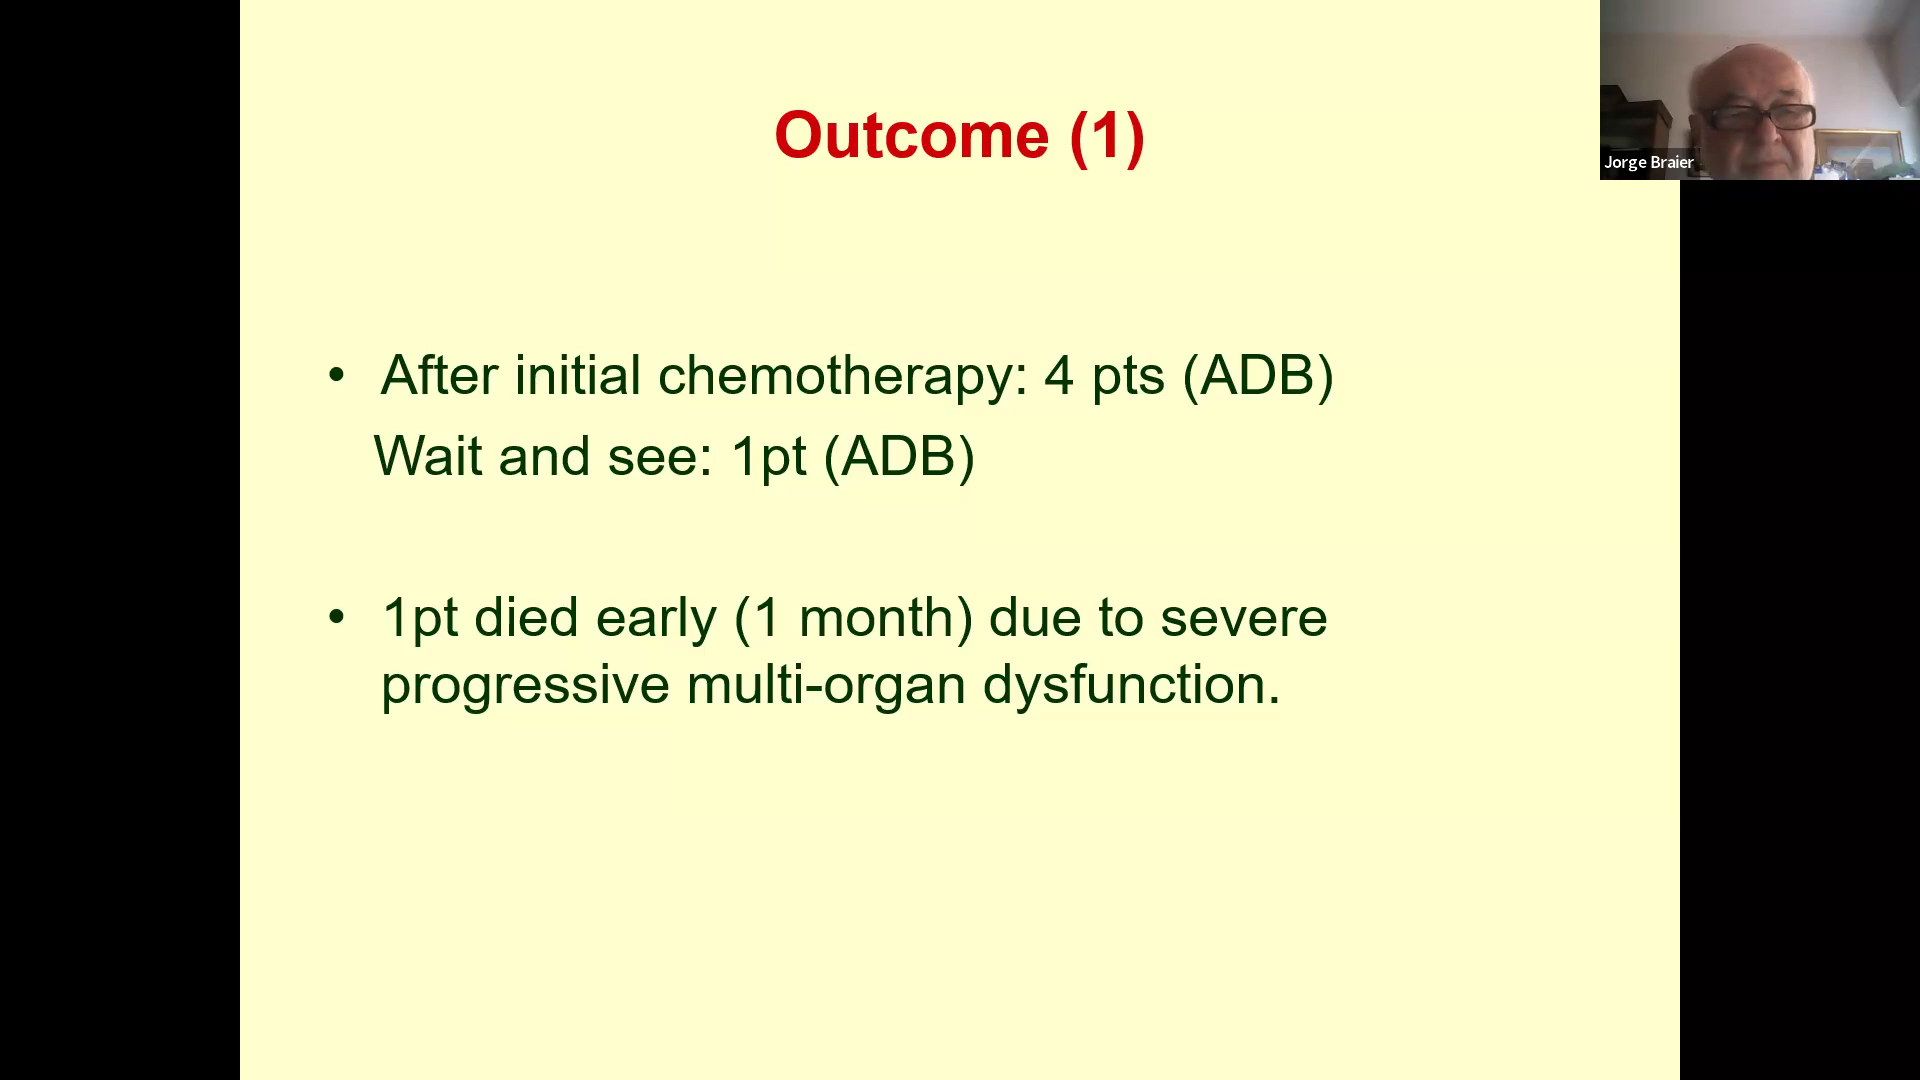 Outcome (1)
Jorge Braier
• After initial chemotherapy: 4 pts (ADB)
Wait and see: 1pt (ADB)
• 1pt died early (1 month) due to severe
progressive multi-organ dysfunction.